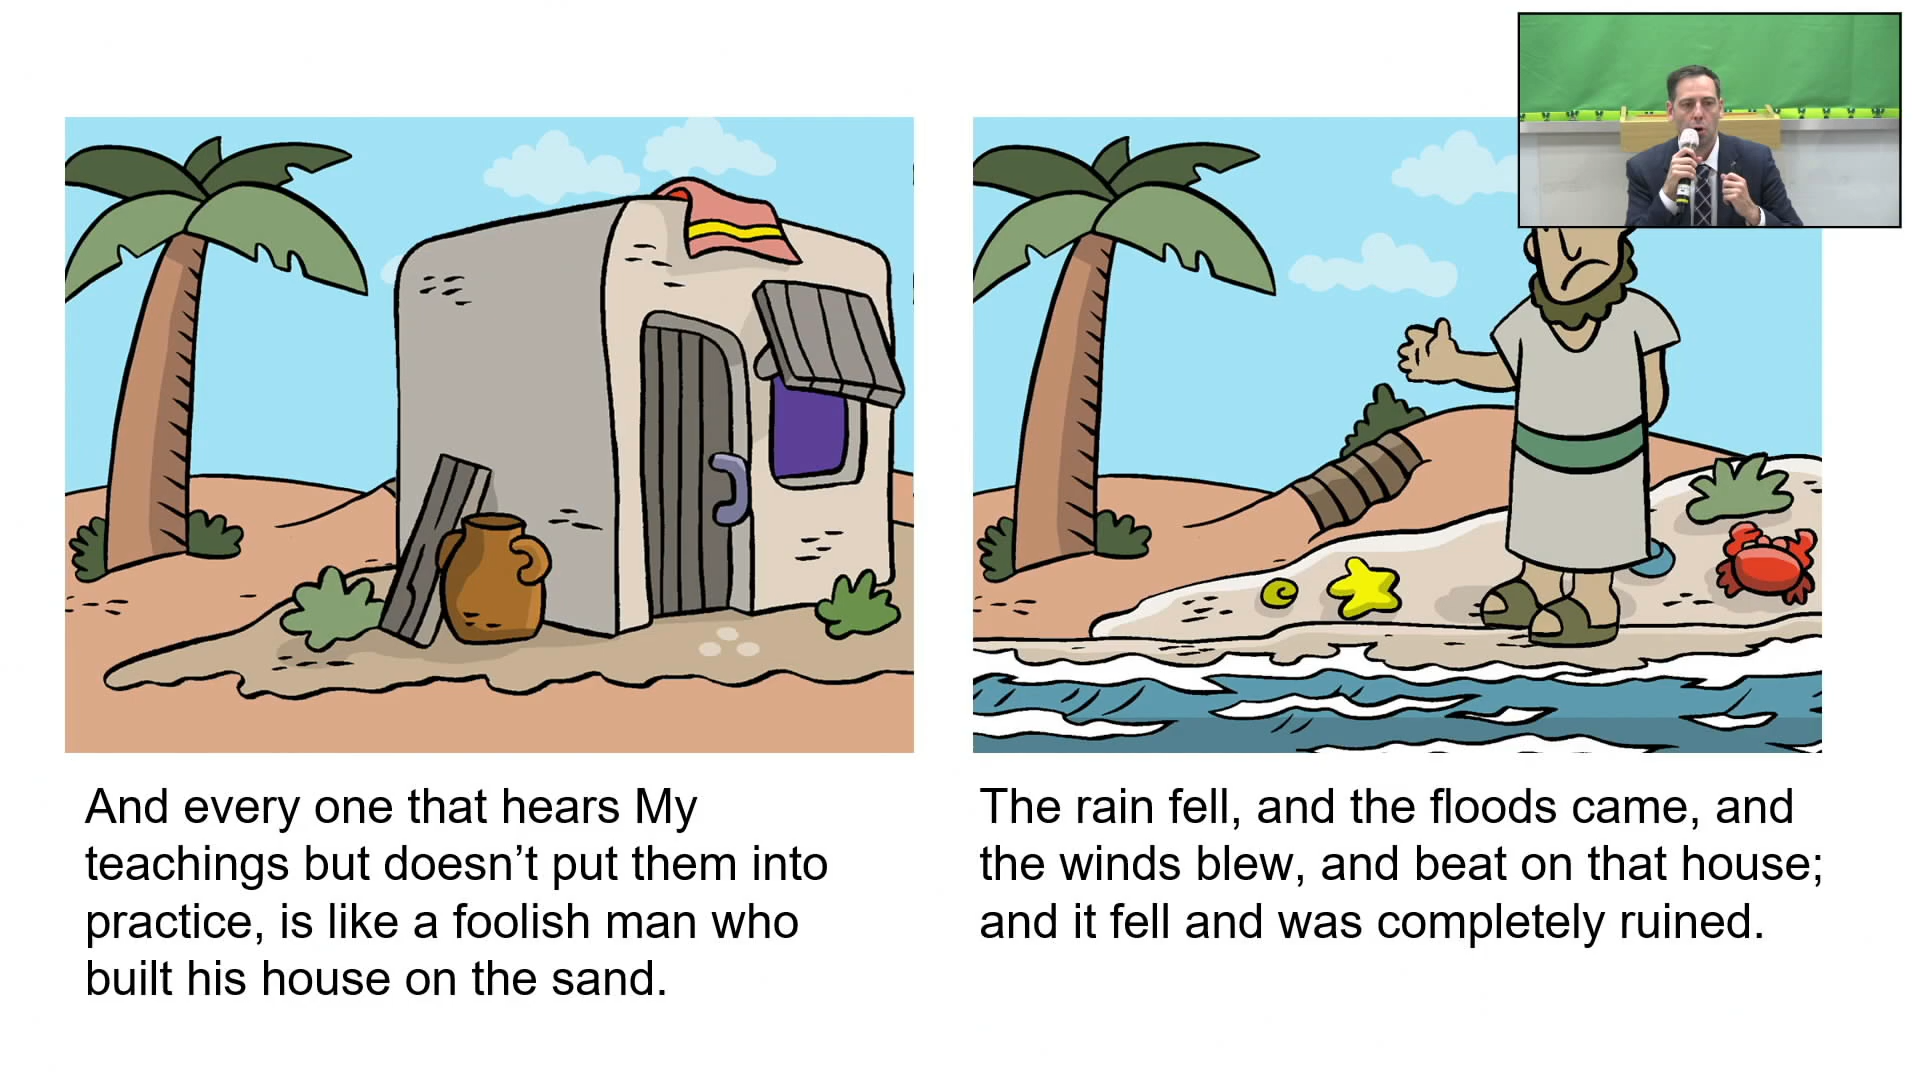 And every one that hears My
teachings but doesn’t put them into
practice, is like a foolish man who
built his house on the sand.
The rain fell, and the floods came, and
the winds blew, and beat on that house;
and it fell and was completely ruined.